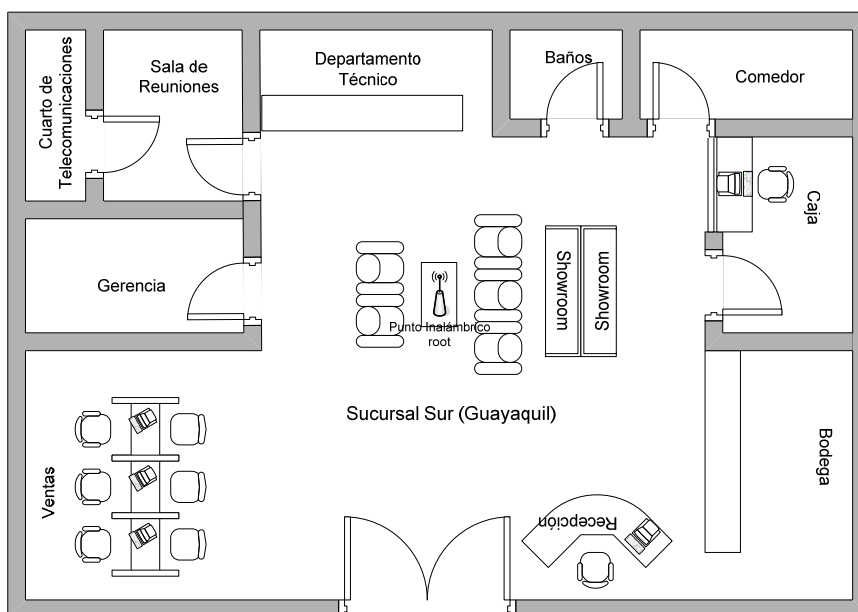 Cuarto de
Telecomunicaciones
Sala de
Reuniones
Departamento
Técnico
Baños
Comedor
Caja
Gerencia
Showroom
Showroom
Punto Inalámbrico
root
Sucursal Sur (Guayaquil)
Ventas
Recepción
Bodega